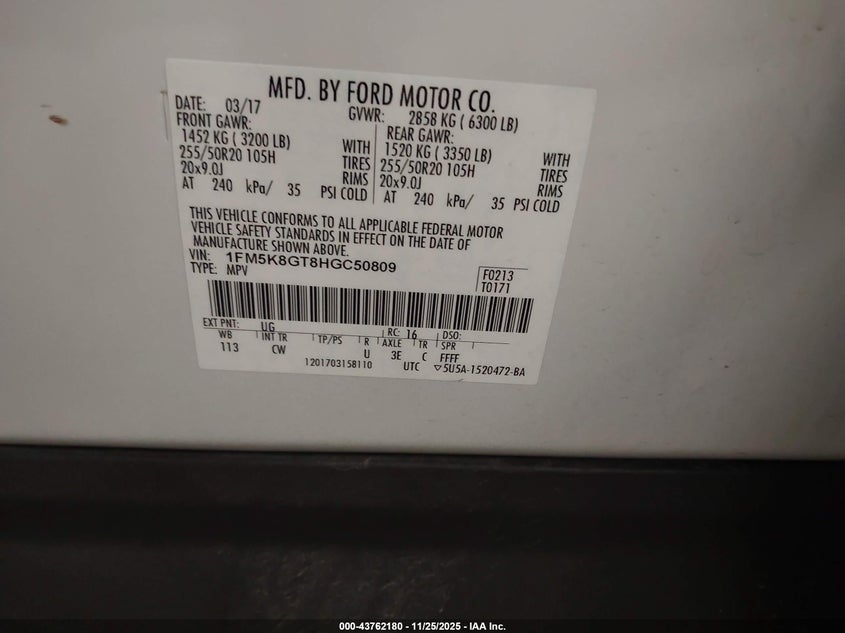 MFD. BY FORD MOTOR CO.
DATE: 03/17 GVWR: 2858 KG ( 6300 LB)
FRONT GAWR: REAR GAWR:
1452 KG ( 3200 LB) WITH 1520 KG ( 3350 LB) WITH
255/50R20 105H TIRES 255/50R20 105H TIRES
20x9.0J RIMS 20x9.0J RIMS
AT 240 kPa/ 35 PSI COLD AT 240 kPa/ 35 PSI COLD
THIS VEHICLE CONFORMS TO ALL APPLICABLE FEDERAL MOTOR
VEHICLE SAFETY STANDARDS IN EFFECT ON THE DATE OF
MANUFACTURE SHOWN ABOVE.
VIN: 1FM5K8GT8HGC50809
TYPE: MPV
F0213
T0171
EXT PNT: UG RC: 16 DSO:
WB INT TR TP/PS R AXLE TR SPR
113 CW U 3E C FFFF
1201703158110 UTC ▽5U5A-1520472-BA
000-43762180 - 11/25/2025 - IAA Inc.